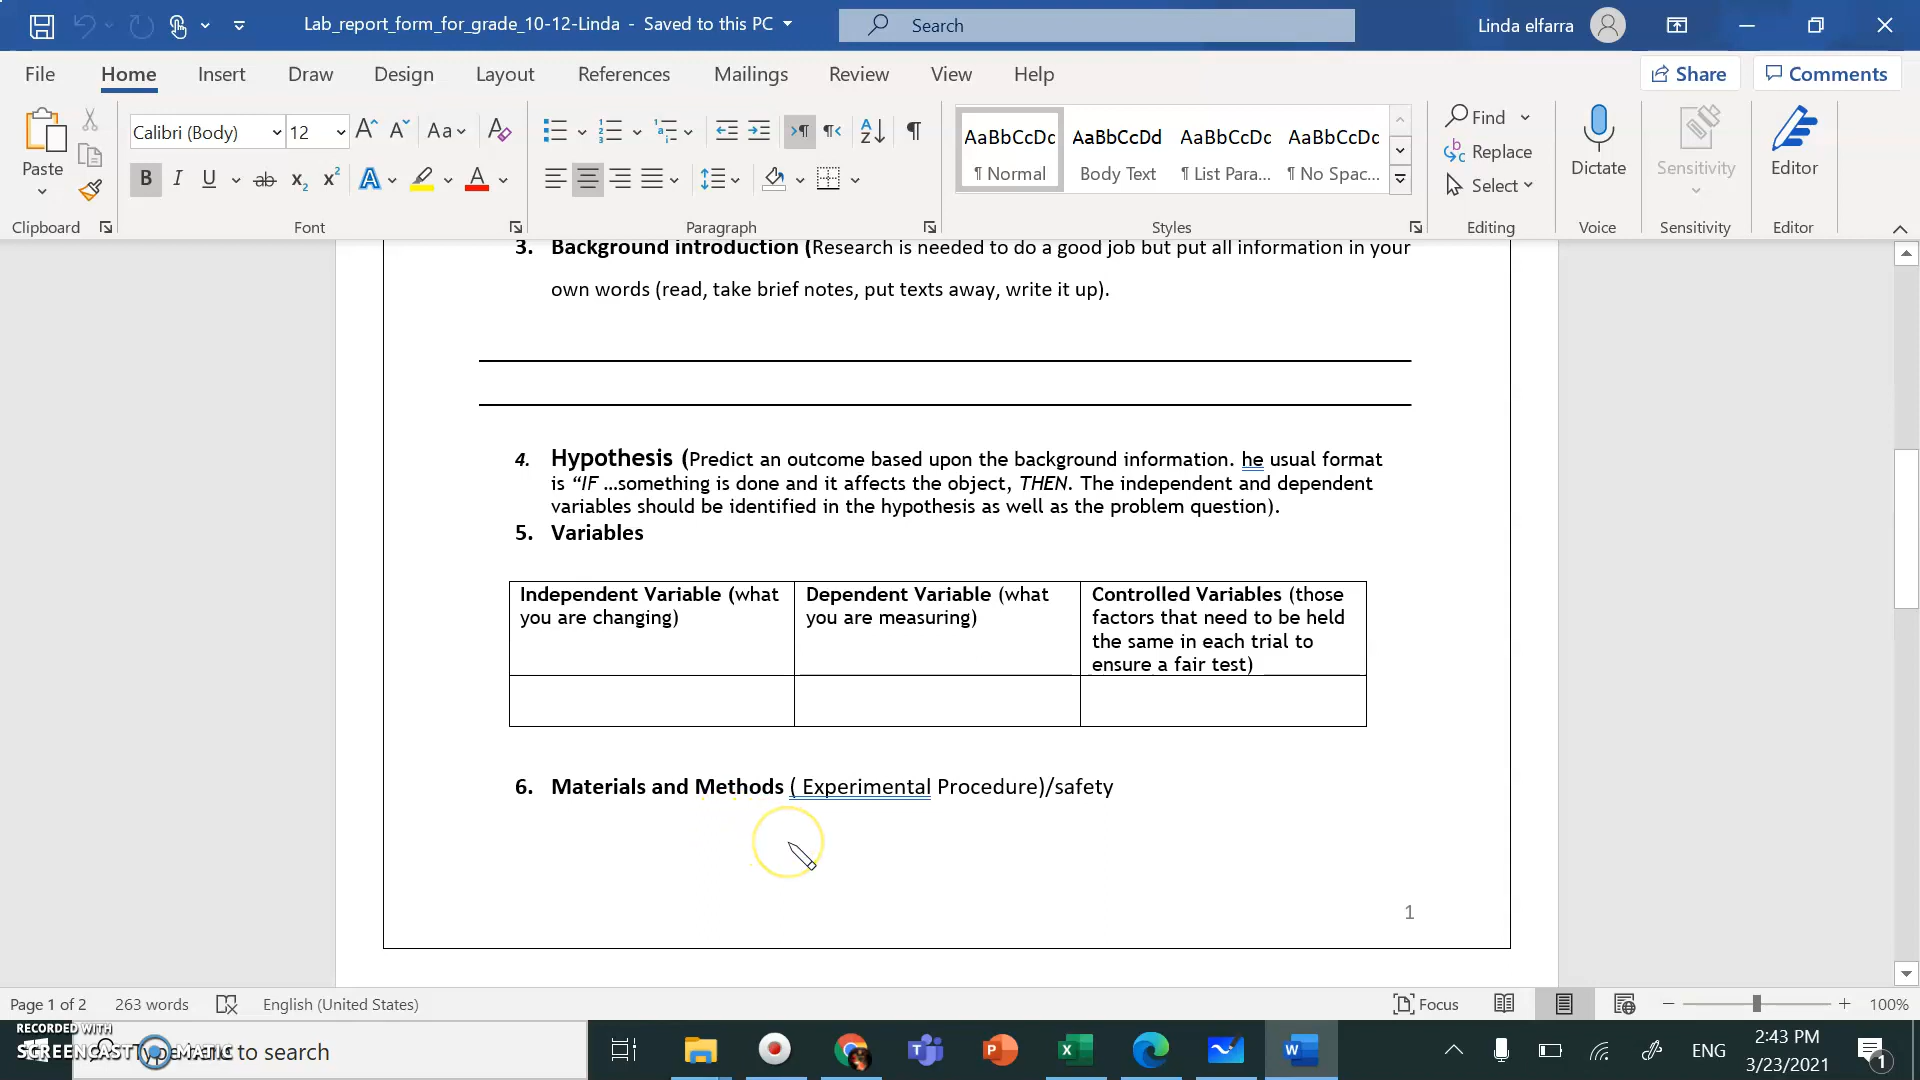 Lab_report_form_for_grade_10-12-Linda - Saved to this PC
Search
Linda elfarra
File Home Insert Draw Design Layout References Mailings Review View Help
Share Comments
Calibri (Body) 12
AaBbCcDc AaBbCcDd AaBbCcDc AaBbCcDc
¶ Normal Body Text ¶ List Para... ¶ No Spac...
Paste
Find
Replace
Select
Dictate Sensitivity Editor
Clipboard Font Paragraph Styles Editing Voice Sensitivity Editor
3. Background introduction (Research is needed to do a good job but put all information in your
own words (read, take brief notes, put texts away, write it up).
4. Hypothesis (Predict an outcome based upon the background information. he usual format
is “IF …something is done and it affects the object, THEN. The independent and dependent
variables should be identified in the hypothesis as well as the problem question).
5. Variables
Independent Variable (what
you are changing)
Dependent Variable (what
you are measuring)
Controlled Variables (those
factors that need to be held
the same in each trial to
ensure a fair test)
6. Materials and Methods ( Experimental Procedure)/safety
1
Page 1 of 2 263 words English (United States) Focus 100%
RECORDED WITH
SCREENCAST MATIC
Type here to search
ENG
2:43 PM
3/23/2021
1